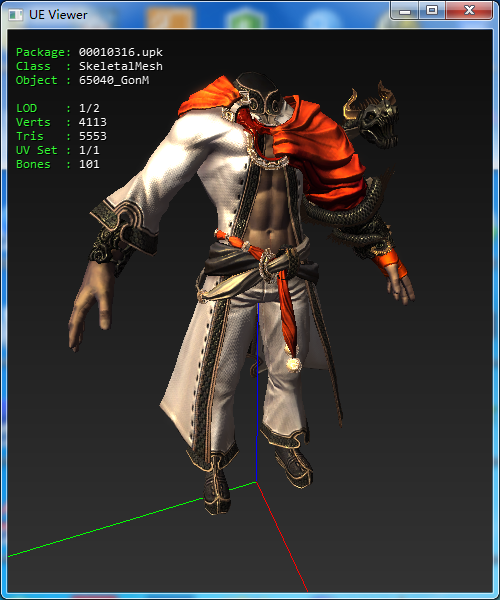 UE Viewer
Package: 00010316.upk
Class : SkeletalMesh
Object : 65040_GonM
LOD : 1/2
Verts : 4113
Tris : 5553
UV Set : 1/1
Bones : 101